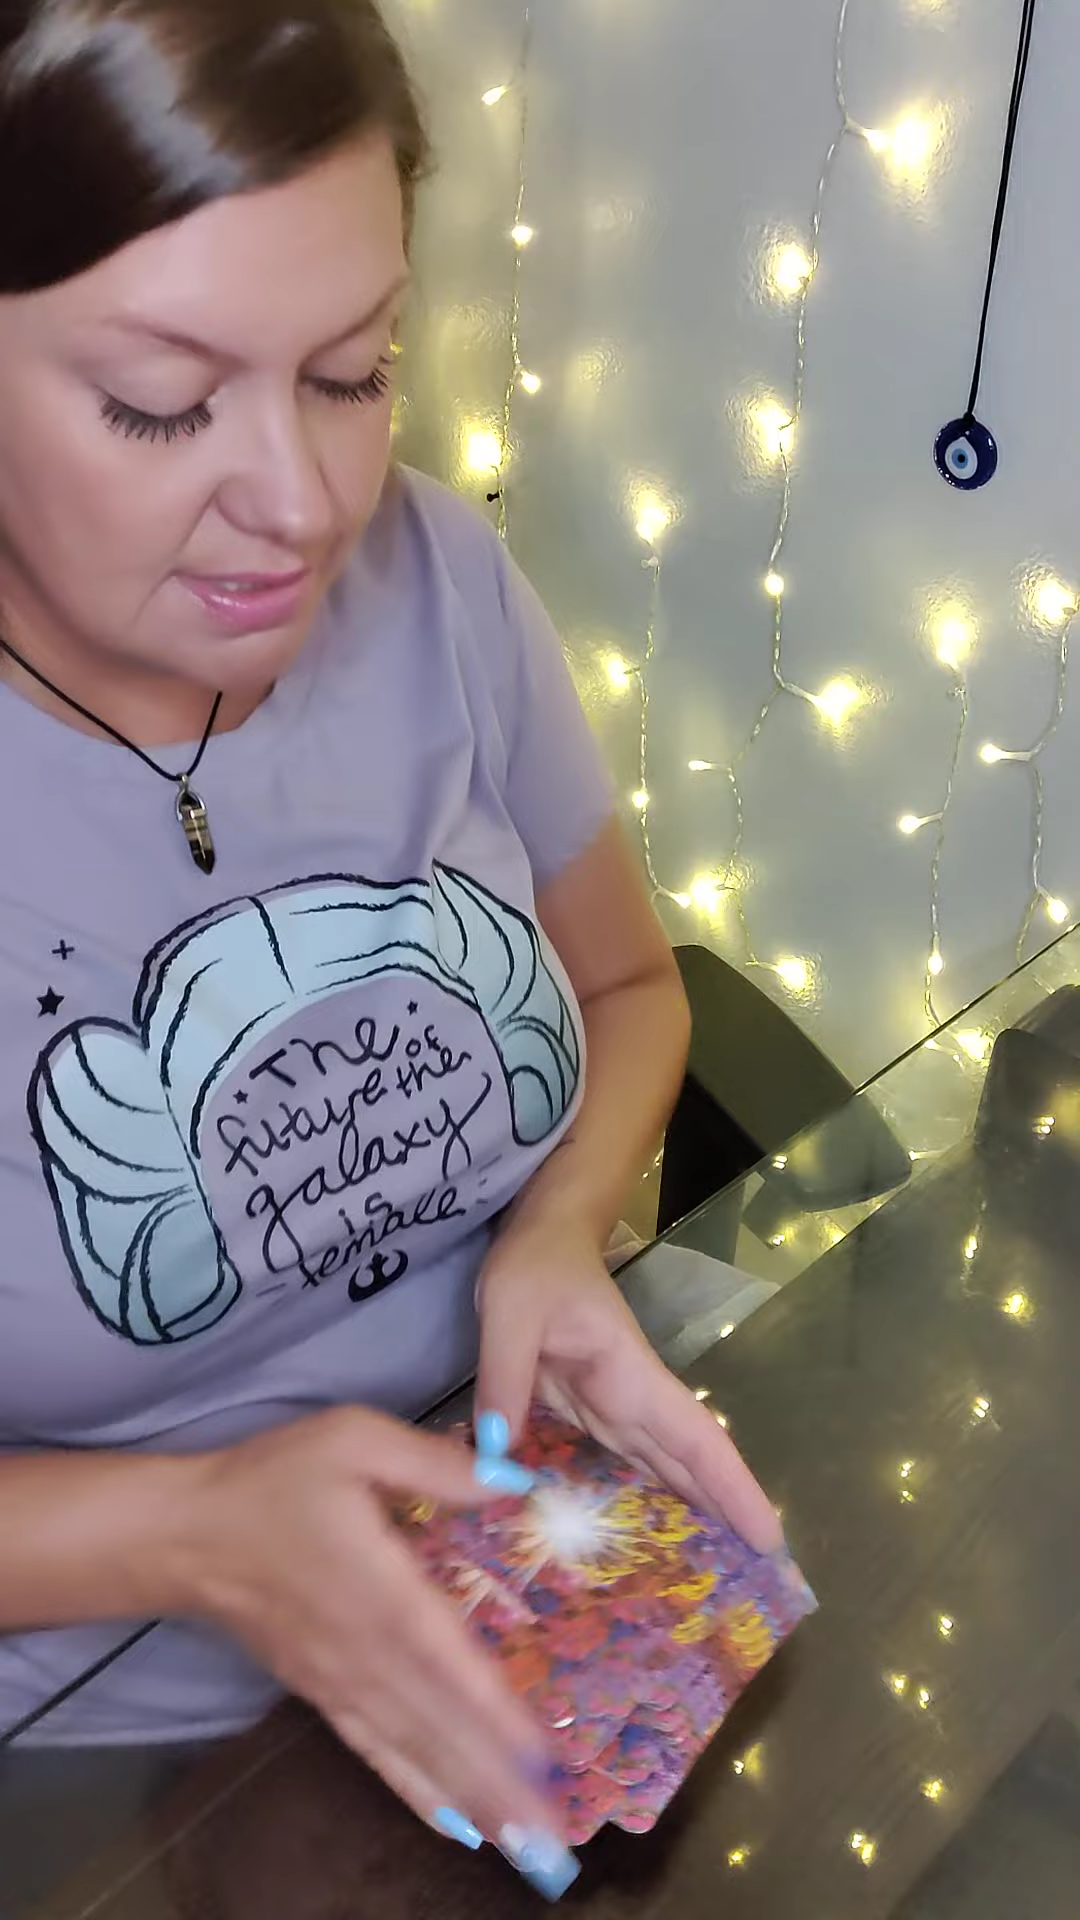 The of
future the
galaxy
is
female.